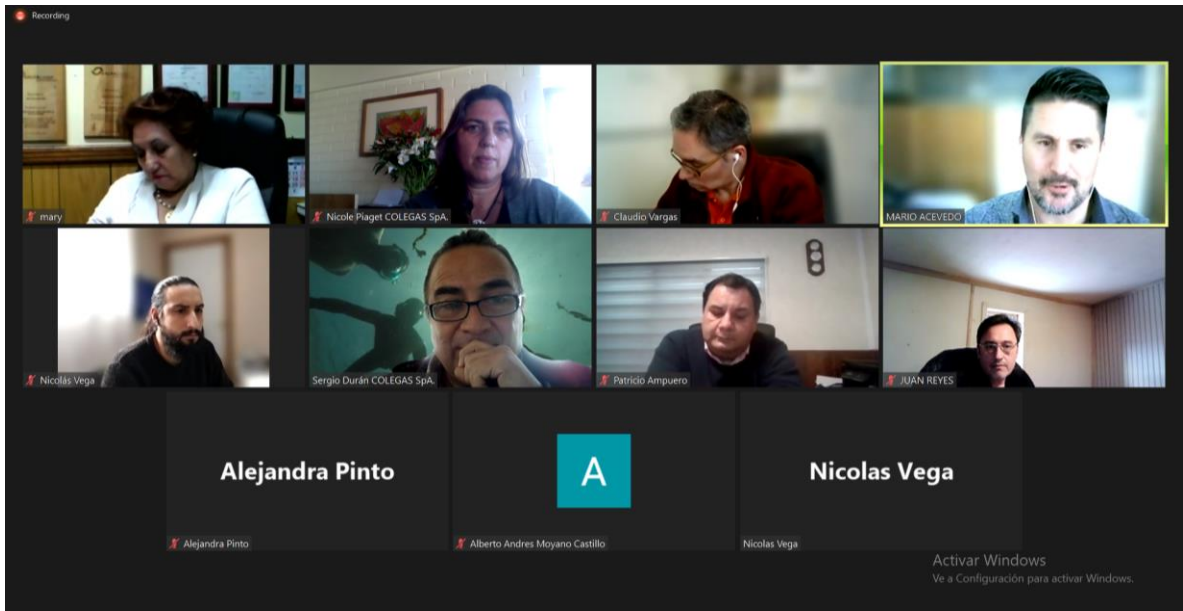 Recording
mary
Nicole Piaget COLEGAS SpA.
Claudio Vargas
MARIO ACEVEDO
Nicolás Vega
Sergio Durán COLEGAS SpA.
Patricio Ampuero
JUAN REYES
Alejandra Pinto
A
Nicolas Vega
Alejandra Pinto
Alberto Andres Moyano Castillo
Nicolas Vega
Activar Windows
Ve a Configuración para activar Windows.